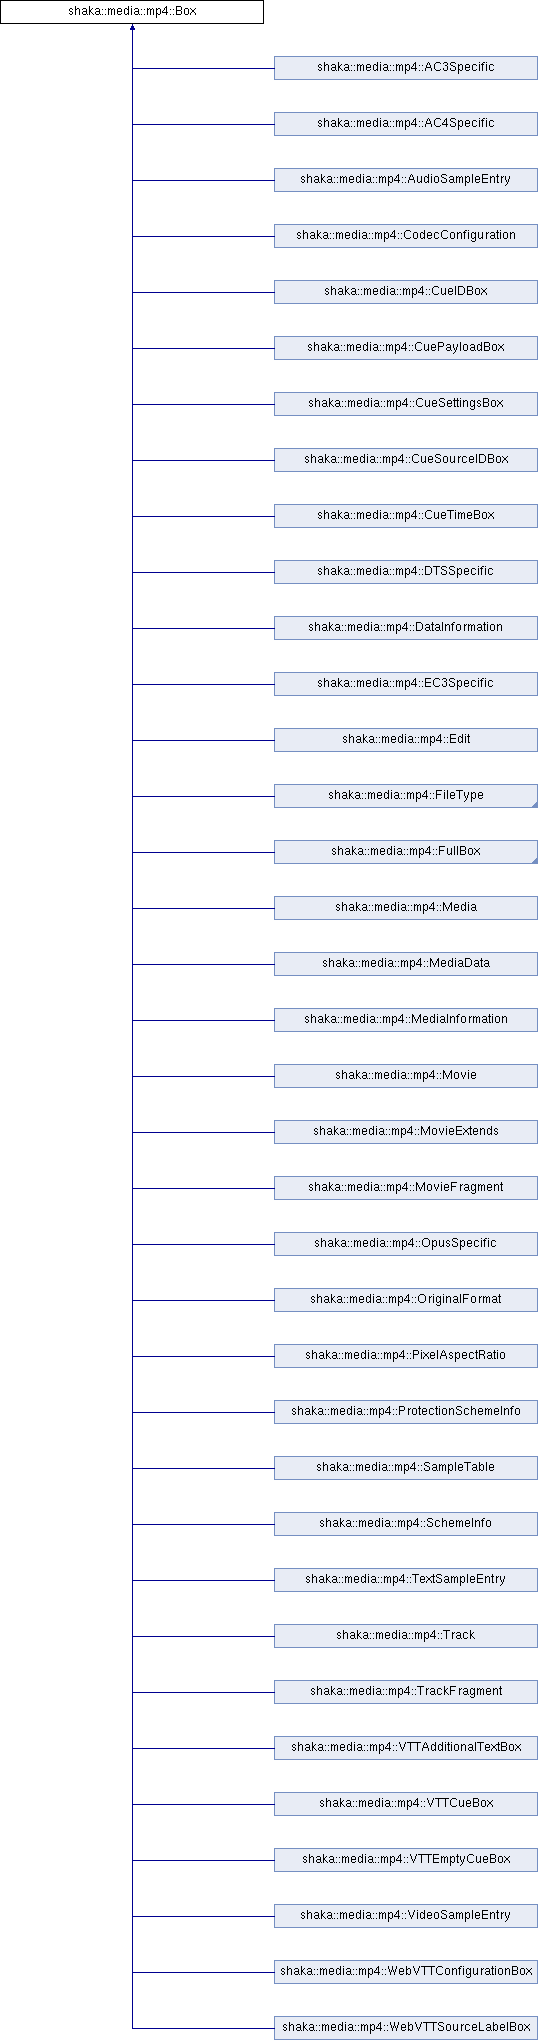 shaka::media::mp4::Box
shaka::media::mp4::AC3Specific
shaka::media::mp4::AC4Specific
shaka::media::mp4::AudioSampleEntry
shaka::media::mp4::CodecConfiguration
shaka::media::mp4::CueIDBox
shaka::media::mp4::CuePayloadBox
shaka::media::mp4::CueSettingsBox
shaka::media::mp4::CueSourceIDBox
shaka::media::mp4::CueTimeBox
shaka::media::mp4::DTSSpecific
shaka::media::mp4::DataInformation
shaka::media::mp4::EC3Specific
shaka::media::mp4::Edit
shaka::media::mp4::FileType
shaka::media::mp4::FullBox
shaka::media::mp4::Media
shaka::media::mp4::MediaData
shaka::media::mp4::MediaInformation
shaka::media::mp4::Movie
shaka::media::mp4::MovieExtends
shaka::media::mp4::MovieFragment
shaka::media::mp4::OpusSpecific
shaka::media::mp4::OriginalFormat
shaka::media::mp4::PixelAspectRatio
shaka::media::mp4::ProtectionSchemeInfo
shaka::media::mp4::SampleTable
shaka::media::mp4::SchemeInfo
shaka::media::mp4::TextSampleEntry
shaka::media::mp4::Track
shaka::media::mp4::TrackFragment
shaka::media::mp4::VTTAdditionalTextBox
shaka::media::mp4::VTTCueBox
shaka::media::mp4::VTTEmptyCueBox
shaka::media::mp4::VideoSampleEntry
shaka::media::mp4::WebVTTConfigurationBox
shaka::media::mp4::WebVTTSourceLabelBox